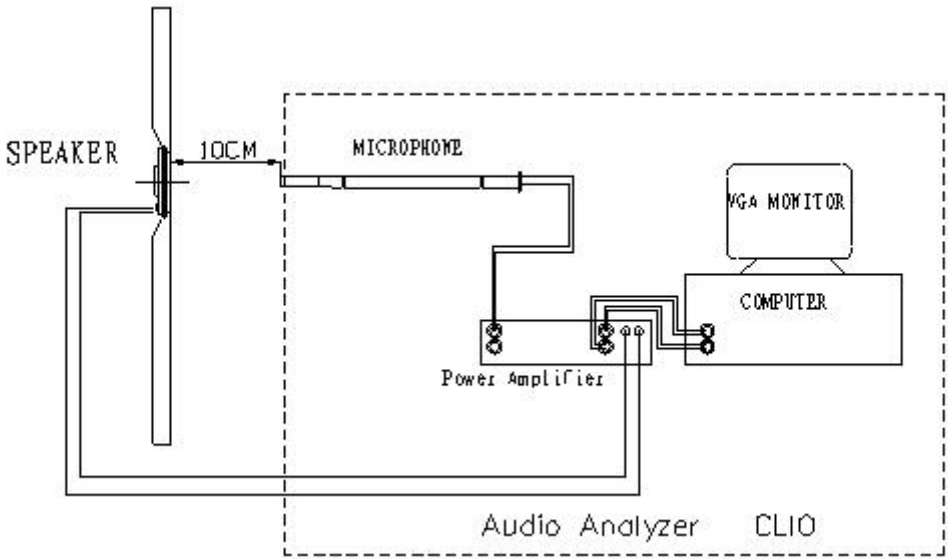 SPEAKER
10CM
MICROPHONE
VGA MONITOR
COMPUTER
Power Amplifier
Audio Analyzer CLIO